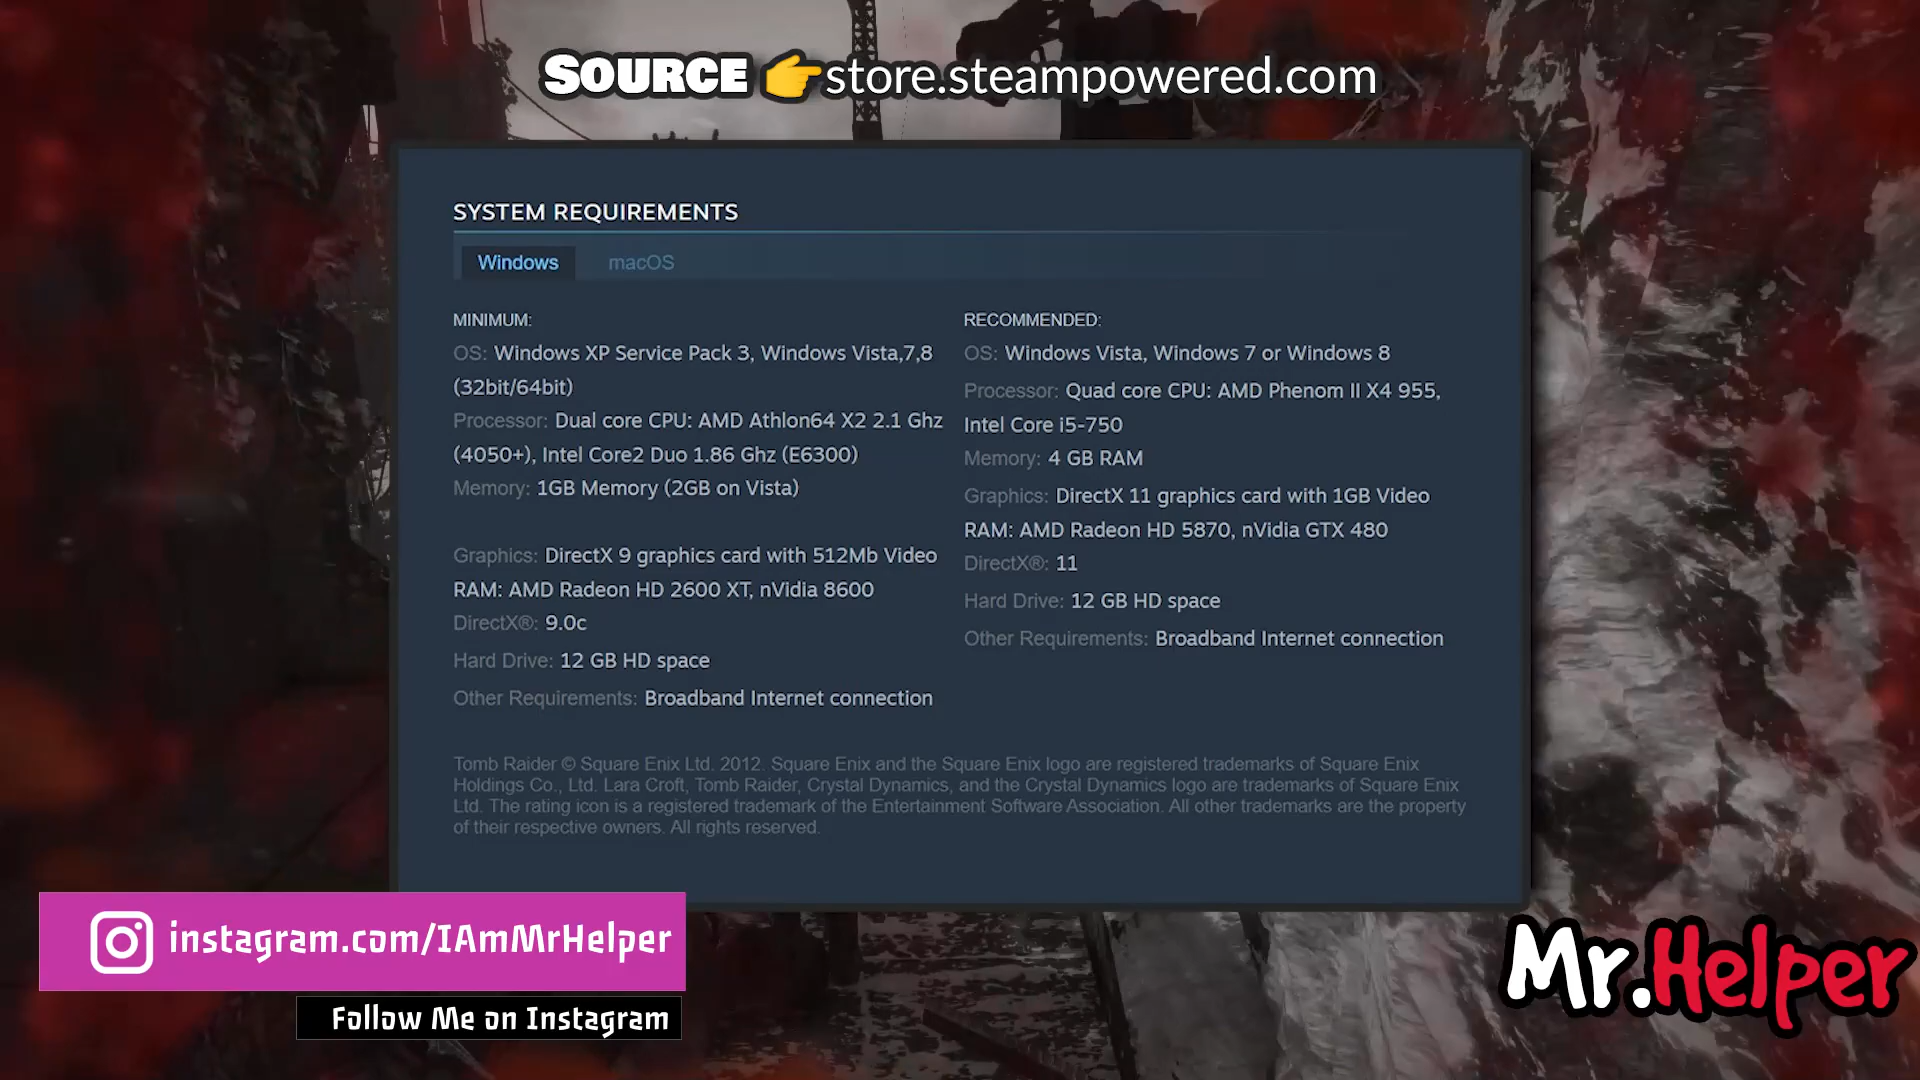 SOURCE 👉store.steampowered.com
SYSTEM REQUIREMENTS
Windows macOS
MINIMUM:
OS: Windows XP Service Pack 3, Windows Vista,7,8
(32bit/64bit)
Processor: Dual core CPU: AMD Athlon64 X2 2.1 Ghz
(4050+), Intel Core2 Duo 1.86 Ghz (E6300)
Memory: 1GB Memory (2GB on Vista)
Graphics: DirectX 9 graphics card with 512Mb Video
RAM: AMD Radeon HD 2600 XT, nVidia 8600
DirectX®: 9.0c
Hard Drive: 12 GB HD space
Other Requirements: Broadband Internet connection
RECOMMENDED:
OS: Windows Vista, Windows 7 or Windows 8
Processor: Quad core CPU: AMD Phenom II X4 955,
Intel Core i5-750
Memory: 4 GB RAM
Graphics: DirectX 11 graphics card with 1GB Video
RAM: AMD Radeon HD 5870, nVidia GTX 480
DirectX®: 11
Hard Drive: 12 GB HD space
Other Requirements: Broadband Internet connection
Tomb Raider © Square Enix Ltd. 2012. Square Enix and the Square Enix logo are registered trademarks of Square Enix
Holdings Co., Ltd. Lara Croft, Tomb Raider, Crystal Dynamics, and the Crystal Dynamics logo are trademarks of Square Enix
Ltd. The rating icon is a registered trademark of the Entertainment Software Association. All other trademarks are the property
of their respective owners. All rights reserved.
instagram.com/IAmMrHelper
Follow Me on Instagram
Mr.Helper